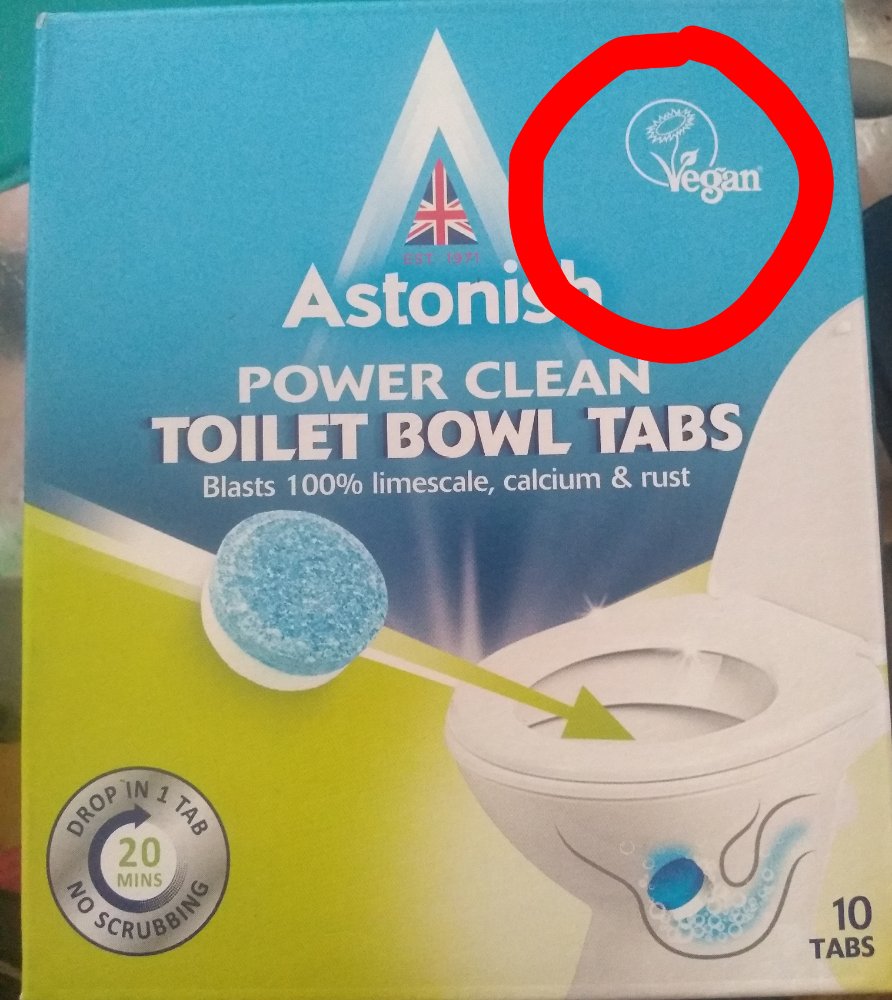 Vegan
EST. 1971
Astonish
POWER CLEAN
TOILET BOWL TABS
Blasts 100% limescale, calcium & rust
DROP IN 1 TAB
20
MINS
NO SCRUBBING
10
TABS